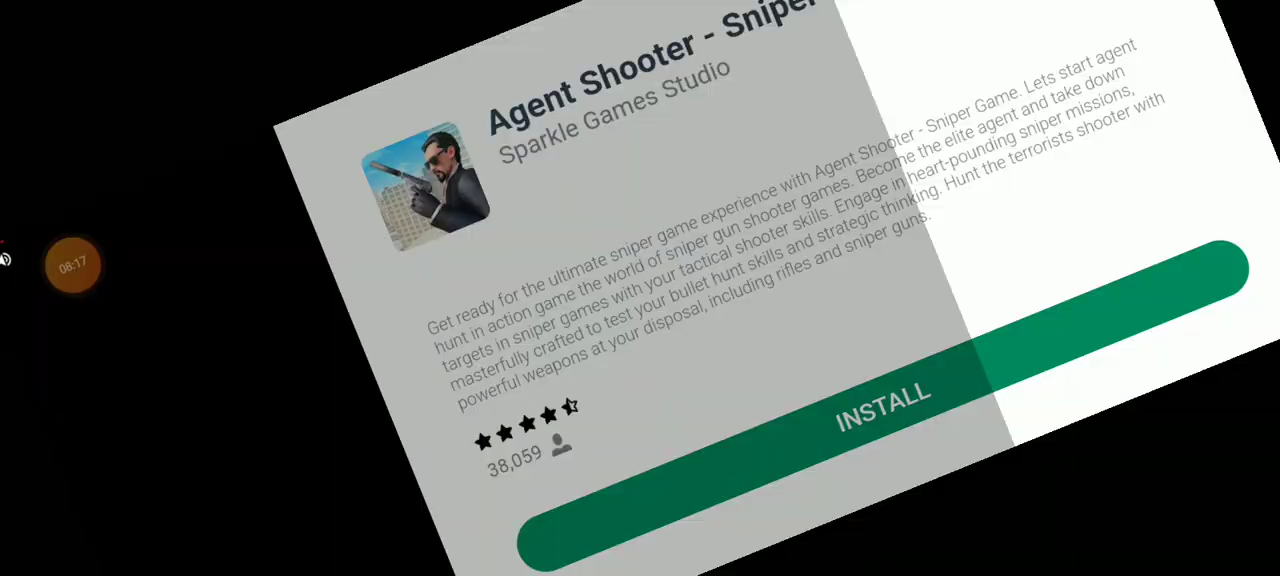 Agent Shooter - Sniper
Sparkle Games Studio
Get ready for the ultimate sniper game experience with Agent Shooter - Sniper Game. Lets start agent
hunt in action game the world of sniper gun shooter games. Become the elite agent and take down
targets in sniper games with your tactical shooter skills. Engage in heart-pounding sniper missions,
masterfully crafted to test your bullet hunt skills and strategic thinking. Hunt the terrorists shooter with
powerful weapons at your disposal, including rifles and sniper guns.
38,059
INSTALL
08:17